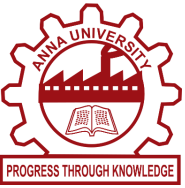 ANNA UNIVERSITY
PROGRESS THROUGH KNOWLEDGE